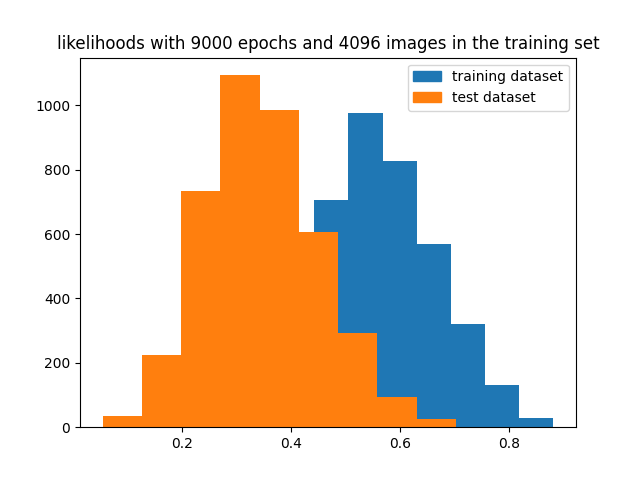 likelihoods with 9000 epochs and 4096 images in the training set
training dataset
test dataset
1000
800
600
400
200
0
0.2 0.4 0.6 0.8